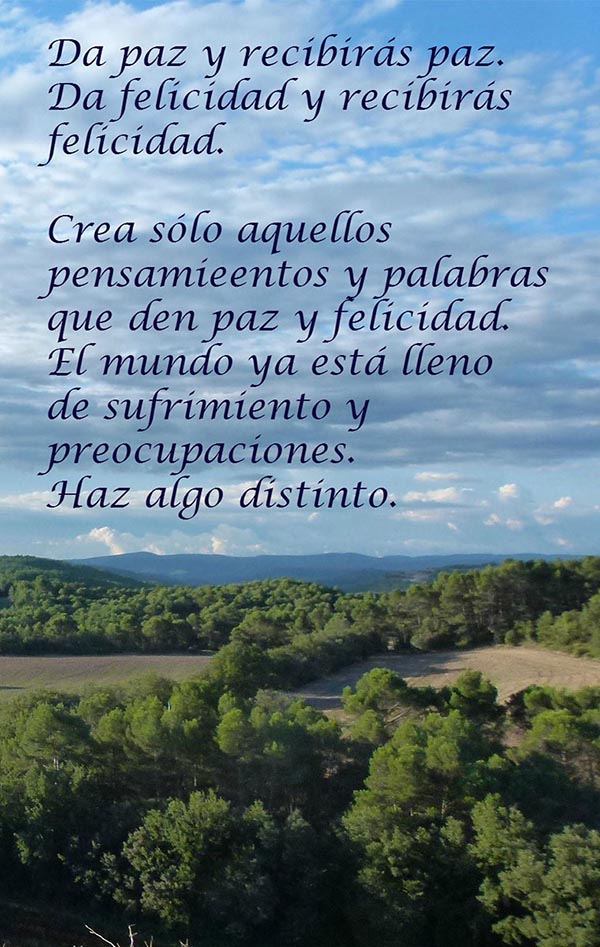 Da paz y recibirás paz.
Da felicidad y recibirás
felicidad.
Crea sólo aquellos
pensamieentos y palabras
que den paz y felicidad.
El mundo ya está lleno
de sufrimiento y
preocupaciones.
Haz algo distinto.